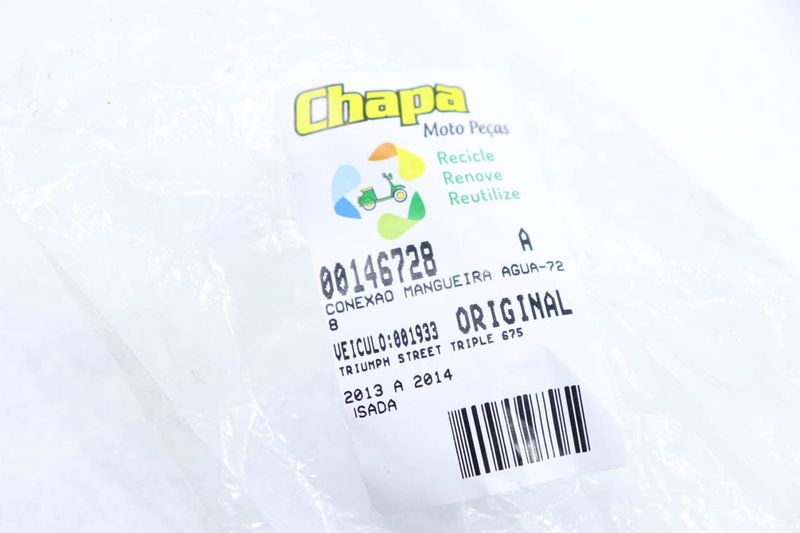 Chapa
Moto Peças
Recicle
Renove
Reutilize
00146728 A
CONEXAO MANGUEIRA AGUA-72
8
VEICULO:001933 ORIGINAL
TRIUMPH STREET TRIPLE 675
2013 A 2014
ISADA